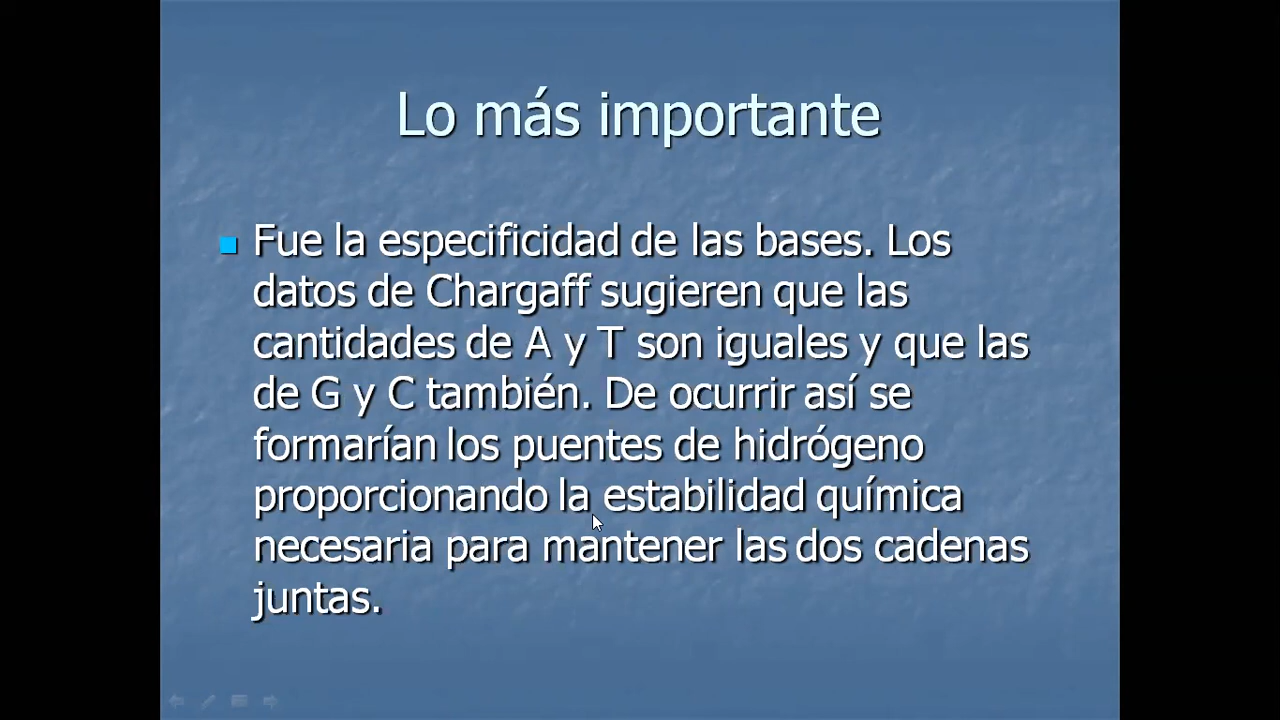 Lo más importante
Fue la especificidad de las bases. Los
datos de Chargaff sugieren que las
cantidades de A y T son iguales y que las
de G y C también. De ocurrir así se
formarían los puentes de hidrógeno
proporcionando la estabilidad química
necesaria para mantener las dos cadenas
juntas.